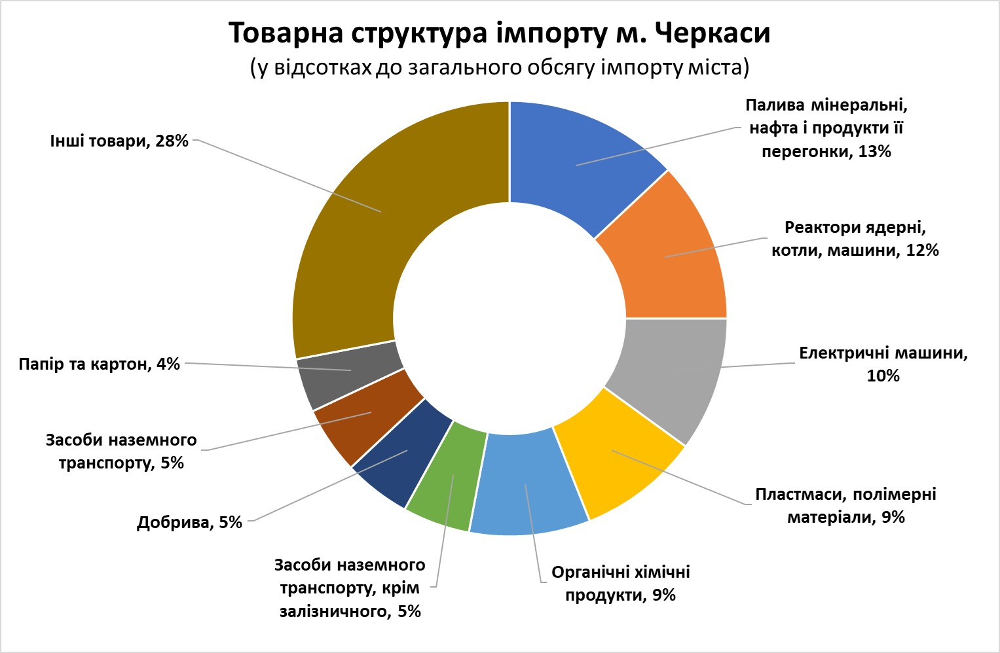 Товарна структура імпорту м. Черкаси
(у відсотках до загального обсягу імпорту міста)
Палива мінеральні,
нафта і продукти її
перегонки, 13%
Реактори ядерні,
котли, машини, 12%
Електричні машини,
10%
Пластмаси, полімерні
матеріали, 9%
Органічні хімічні
продукти, 9%
Засоби наземного
транспорту, крім
залізничного, 5%
Добрива, 5%
Засоби наземного
транспорту, 5%
Папір та картон, 4%
Інші товари, 28%